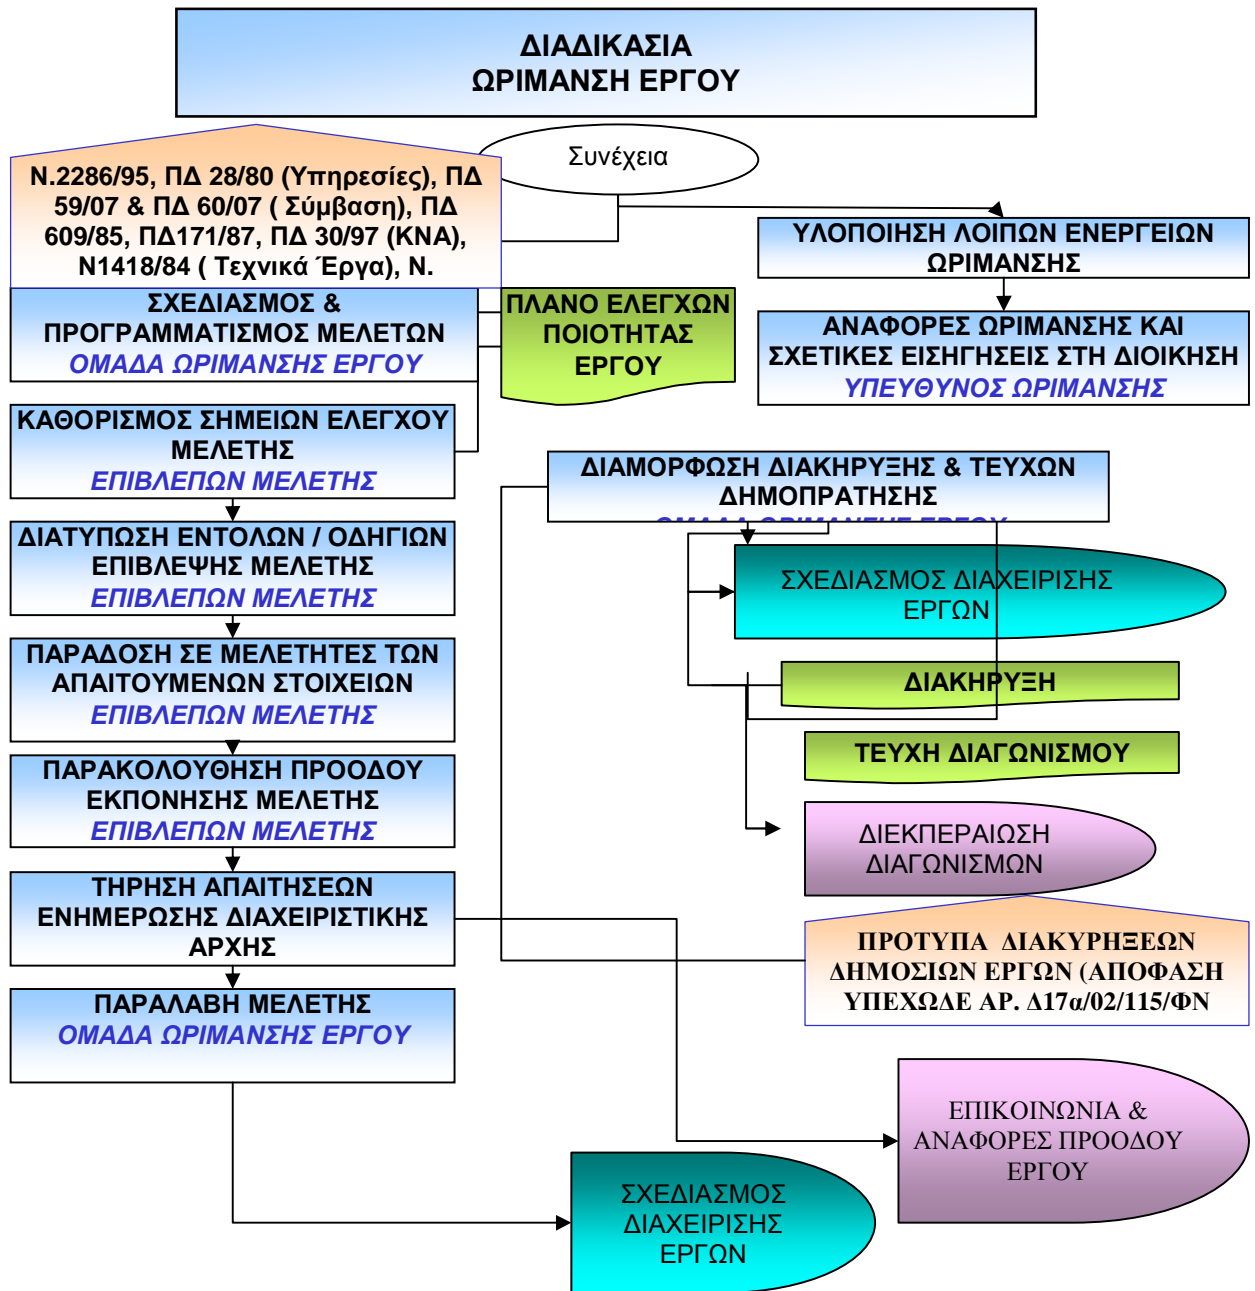 ΔΙΑΔΙΚΑΣΙΑ
ΩΡΙΜΑΝΣΗ ΕΡΓΟΥ
Συνέχεια
Ν.2286/95, ΠΔ 28/80 (Υπηρεσίες), ΠΔ
59/07 & ΠΔ 60/07 ( Σύμβαση), ΠΔ
609/85, ΠΔ171/87, ΠΔ 30/97 (ΚΝΑ),
Ν1418/84 ( Τεχνικά Έργα), Ν.
ΥΛΟΠΟΙΗΣΗ ΛΟΙΠΩΝ ΕΝΕΡΓΕΙΩΝ
ΩΡΙΜΑΝΣΗΣ
ΣΧΕΔΙΑΣΜΟΣ &
ΠΡΟΓΡΑΜΜΑΤΙΣΜΟΣ ΜΕΛΕΤΩΝ
ΟΜΑΔΑ ΩΡΙΜΑΝΣΗΣ ΕΡΓΟΥ
ΠΛΑΝΟ ΕΛΕΓΧΩΝ
ΠΟΙΟΤΗΤΑΣ
ΕΡΓΟΥ
ΑΝΑΦΟΡΕΣ ΩΡΙΜΑΝΣΗΣ ΚΑΙ
ΣΧΕΤΙΚΕΣ ΕΙΣΗΓΗΣΕΙΣ ΣΤΗ ΔΙΟΙΚΗΣΗ
ΥΠΕΥΘΥΝΟΣ ΩΡΙΜΑΝΣΗΣ
ΚΑΘΟΡΙΣΜΟΣ ΣΗΜΕΙΩΝ ΕΛΕΓΧΟΥ
ΜΕΛΕΤΗΣ
ΕΠΙΒΛΕΠΩΝ ΜΕΛΕΤΗΣ
ΔΙΑΜΟΡΦΩΣΗ ΔΙΑΚΗΡΥΞΗΣ & ΤΕΥΧΩΝ
ΔΗΜΟΠΡΑΤΗΣΗΣ
ΟΜΑΔΑ ΩΡΙΜΑΝΣΗΣ ΕΡΓΟΥ
ΔΙΑΤΥΠΩΣΗ ΕΝΤΟΛΩΝ / ΟΔΗΓΙΩΝ
ΕΠΙΒΛΕΨΗΣ ΜΕΛΕΤΗΣ
ΕΠΙΒΛΕΠΩΝ ΜΕΛΕΤΗΣ
ΣΧΕΔΙΑΣΜΟΣ ΔΙΑΧΕΙΡΙΣΗΣ
ΕΡΓΩΝ
ΠΑΡΑΔΟΣΗ ΣΕ ΜΕΛΕΤΗΤΕΣ ΤΩΝ
ΑΠΑΙΤΟΥΜΕΝΩΝ ΣΤΟΙΧΕΙΩΝ
ΕΠΙΒΛΕΠΩΝ ΜΕΛΕΤΗΣ
ΔΙΑΚΗΡΥΞΗ
ΤΕΥΧΗ ΔΙΑΓΩΝΙΣΜΟΥ
ΠΑΡΑΚΟΛΟΥΘΗΣΗ ΠΡΟΟΔΟΥ
ΕΚΠΟΝΗΣΗΣ ΜΕΛΕΤΗΣ
ΕΠΙΒΛΕΠΩΝ ΜΕΛΕΤΗΣ
ΔΙΕΚΠΕΡΑΙΩΣΗ
ΔΙΑΓΩΝΙΣΜΩΝ
ΤΗΡΗΣΗ ΑΠΑΙΤΗΣΕΩΝ
ΕΝΗΜΕΡΩΣΗΣ ΔΙΑΧΕΙΡΙΣΤΙΚΗΣ
ΑΡΧΗΣ
ΠΡΟΤΥΠΑ ΔΙΑΚΥΡΗΞΕΩΝ
ΔΗΜΟΣΙΩΝ ΕΡΓΩΝ (ΑΠΟΦΑΣΗ
ΥΠΕΧΩΔΕ ΑΡ. Δ17α/02/115/ΦΝ
ΠΑΡΑΛΑΒΗ ΜΕΛΕΤΗΣ
ΟΜΑΔΑ ΩΡΙΜΑΝΣΗΣ ΕΡΓΟΥ
ΕΠΙΚΟΙΝΩΝΙΑ &
ΑΝΑΦΟΡΕΣ ΠΡΟΟΔΟΥ
ΕΡΓΟΥ
ΣΧΕΔΙΑΣΜΟΣ
ΔΙΑΧΕΙΡΙΣΗΣ
ΕΡΓΩΝ